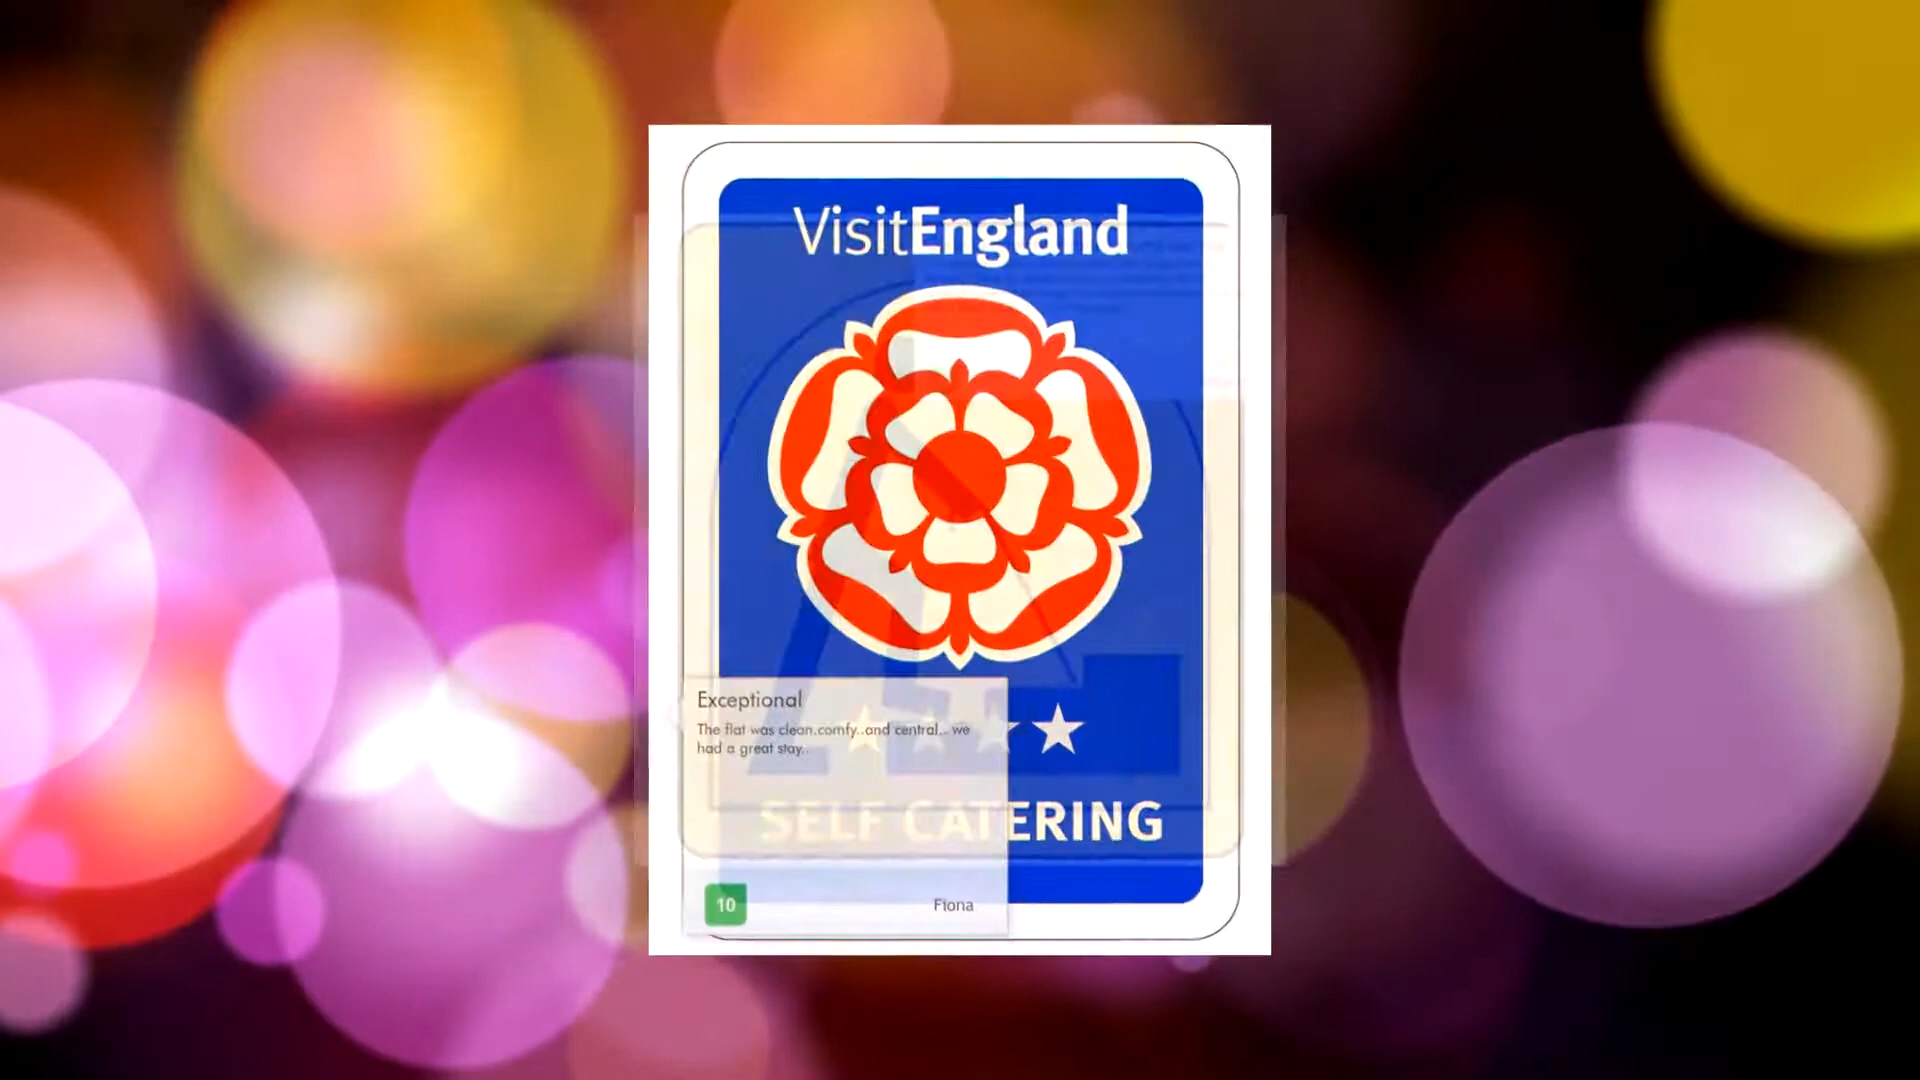 VisitEngland
Exceptional
The flat was clean,comfy..and central.. we
had a great stay..
SELF CATERING
10
Fiona